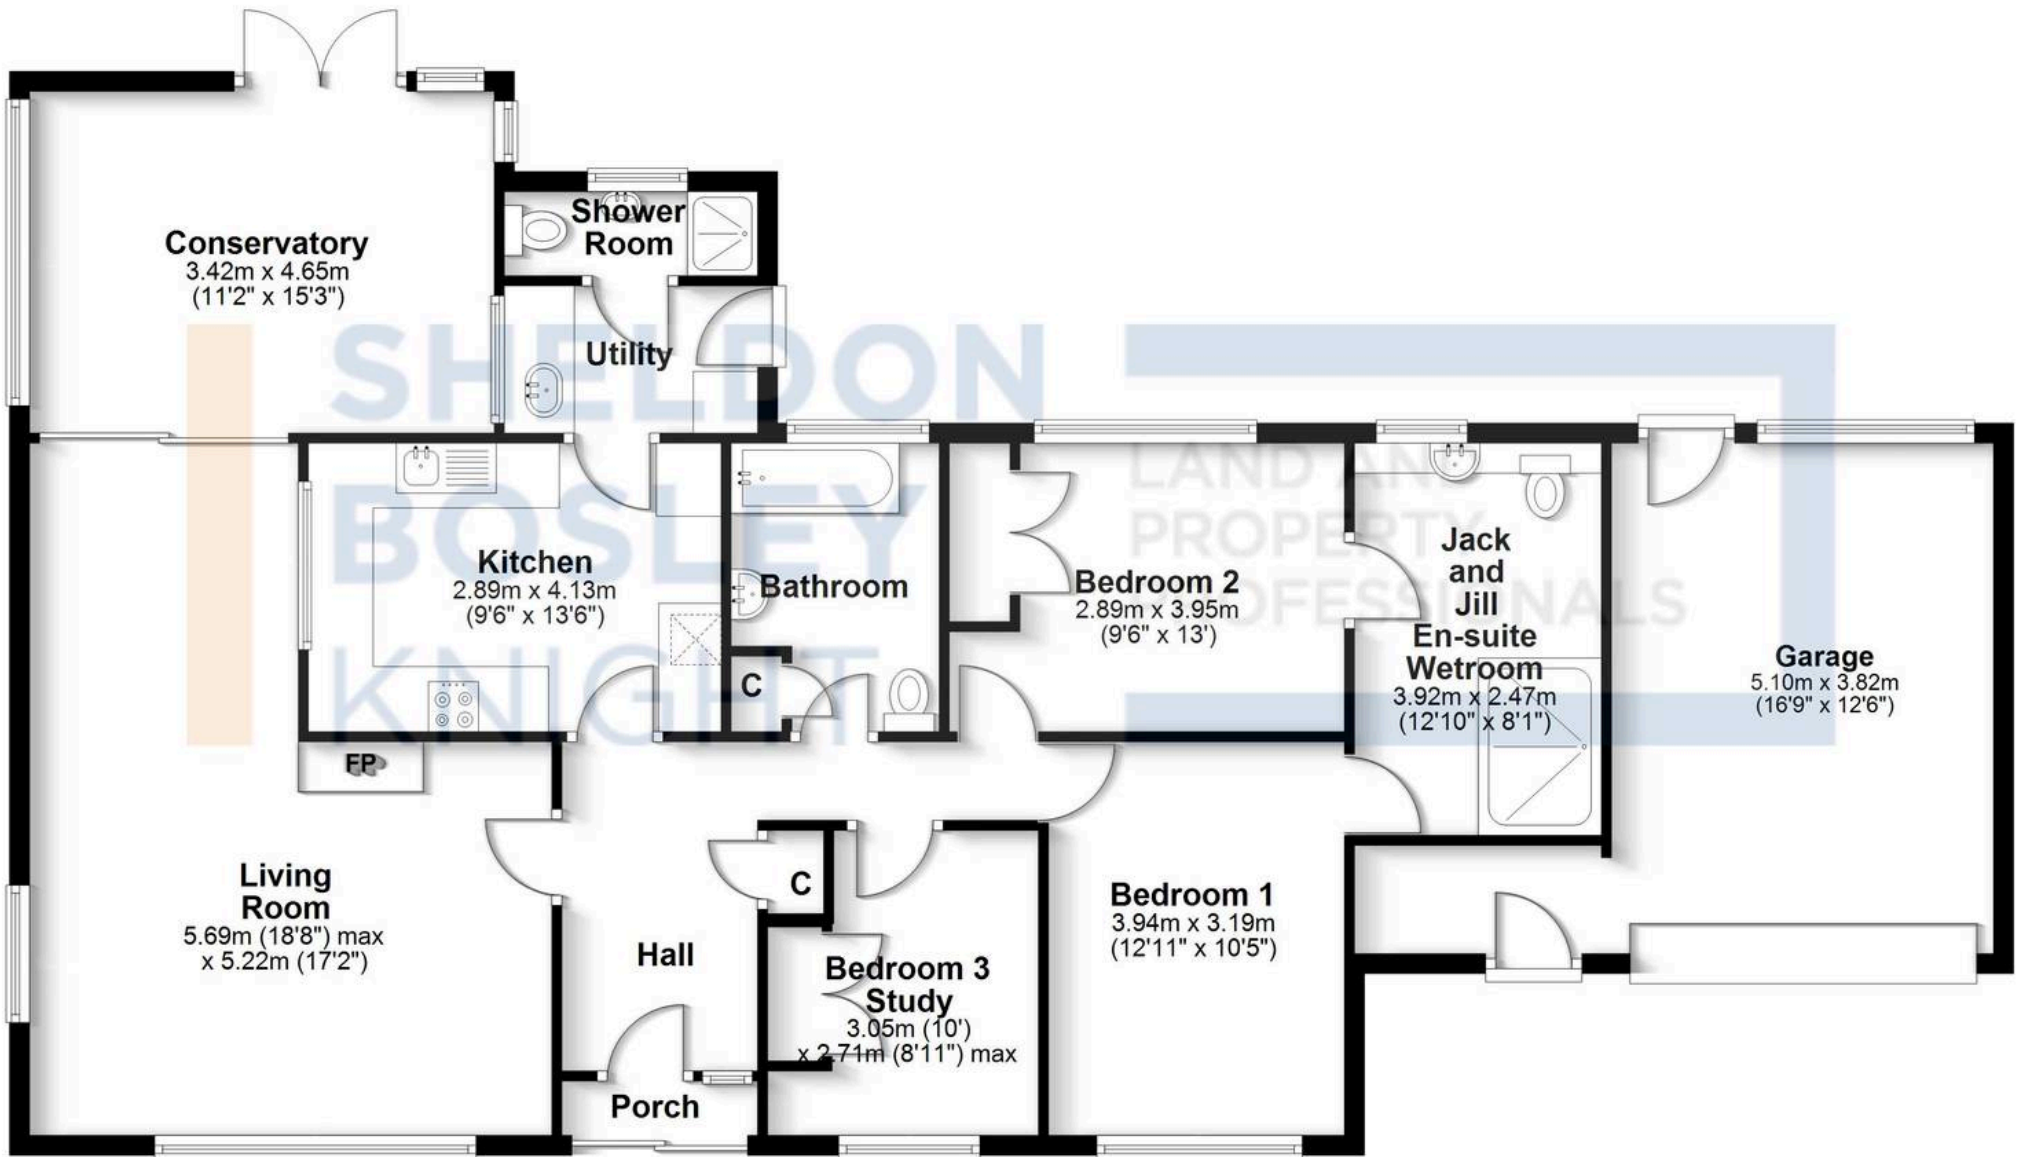 Conservatory
3.42m x 4.65m
(11'2" x 15'3")
Shower
Room
Utility
SHELDON
BOSLEY
KNIGHT
LAND AND
PROPERTY
PROFESSIONALS
Kitchen
2.89m x 4.13m
(9'6" x 13'6")
Bathroom
C
Bedroom 2
2.89m x 3.95m
(9'6" x 13')
Jack
and
Jill
En-suite
Wetroom
3.92m x 2.47m
(12'10" x 8'1")
Garage
5.10m x 3.82m
(16'9" x 12'6")
FP
Living
Room
5.69m (18'8") max
x 5.22m (17'2")
Hall
C
Bedroom 3
Study
3.05m (10')
x 2.71m (8'11") max
Bedroom 1
3.94m x 3.19m
(12'11" x 10'5")
Porch